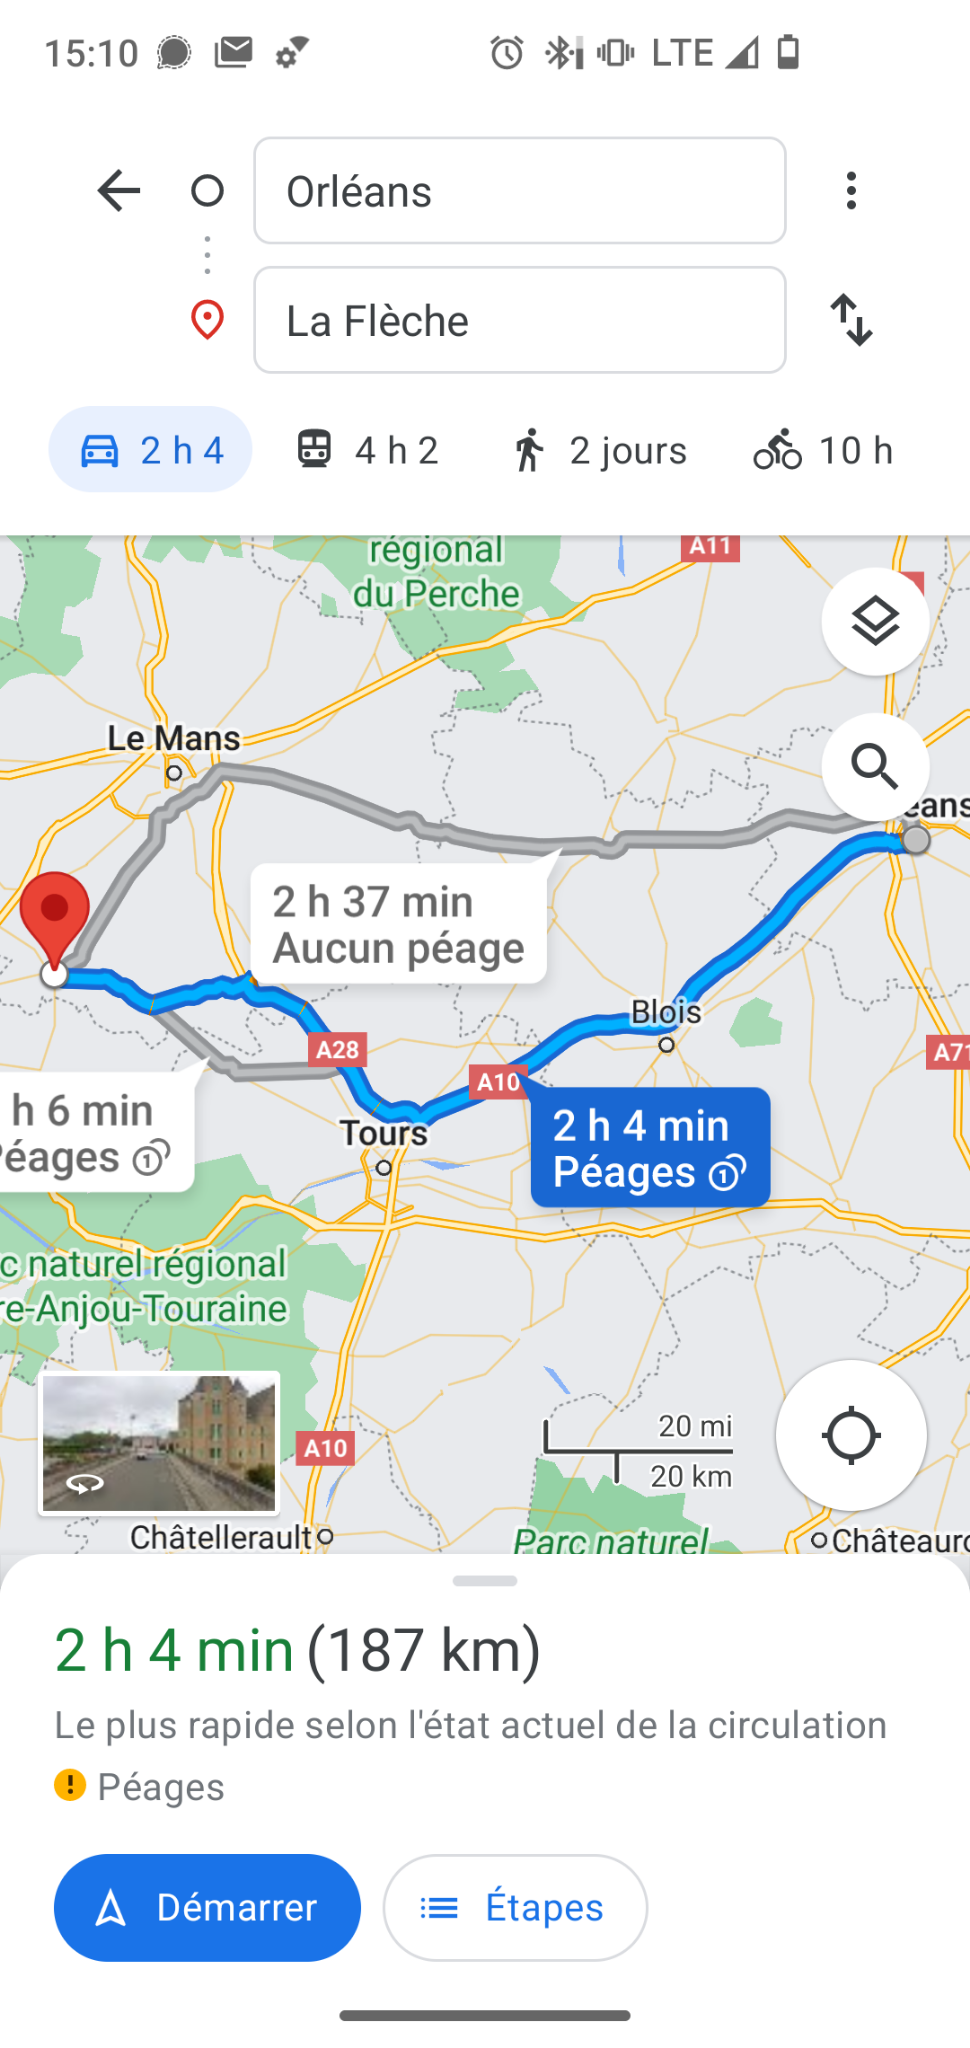 15:10 LTE
Orléans
La Flèche
2 h 4 4 h 2 2 jours 10 h
A11
régional
du Perche
Le Mans
éans
2 h 37 min
Aucun péage
Blois
A28
A71
A10
h 6 min
Péages
2 h 4 min
Péages
Tours
c naturel régional
re-Anjou-Touraine
20 mi
20 km
A10
Châtellerault
Parc naturel
Châteauro
2 h 4 min (187 km)
Le plus rapide selon l'état actuel de la circulation
Péages
Démarrer Étapes